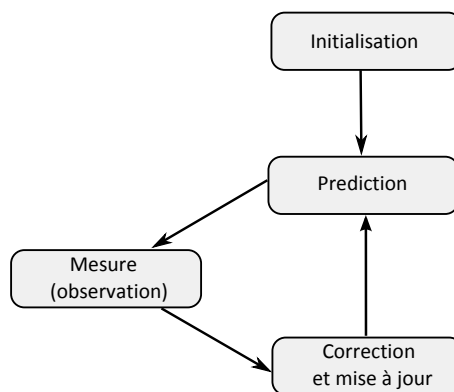 Initialisation
Prediction
Mesure
(observation)
Correction
et mise à jour